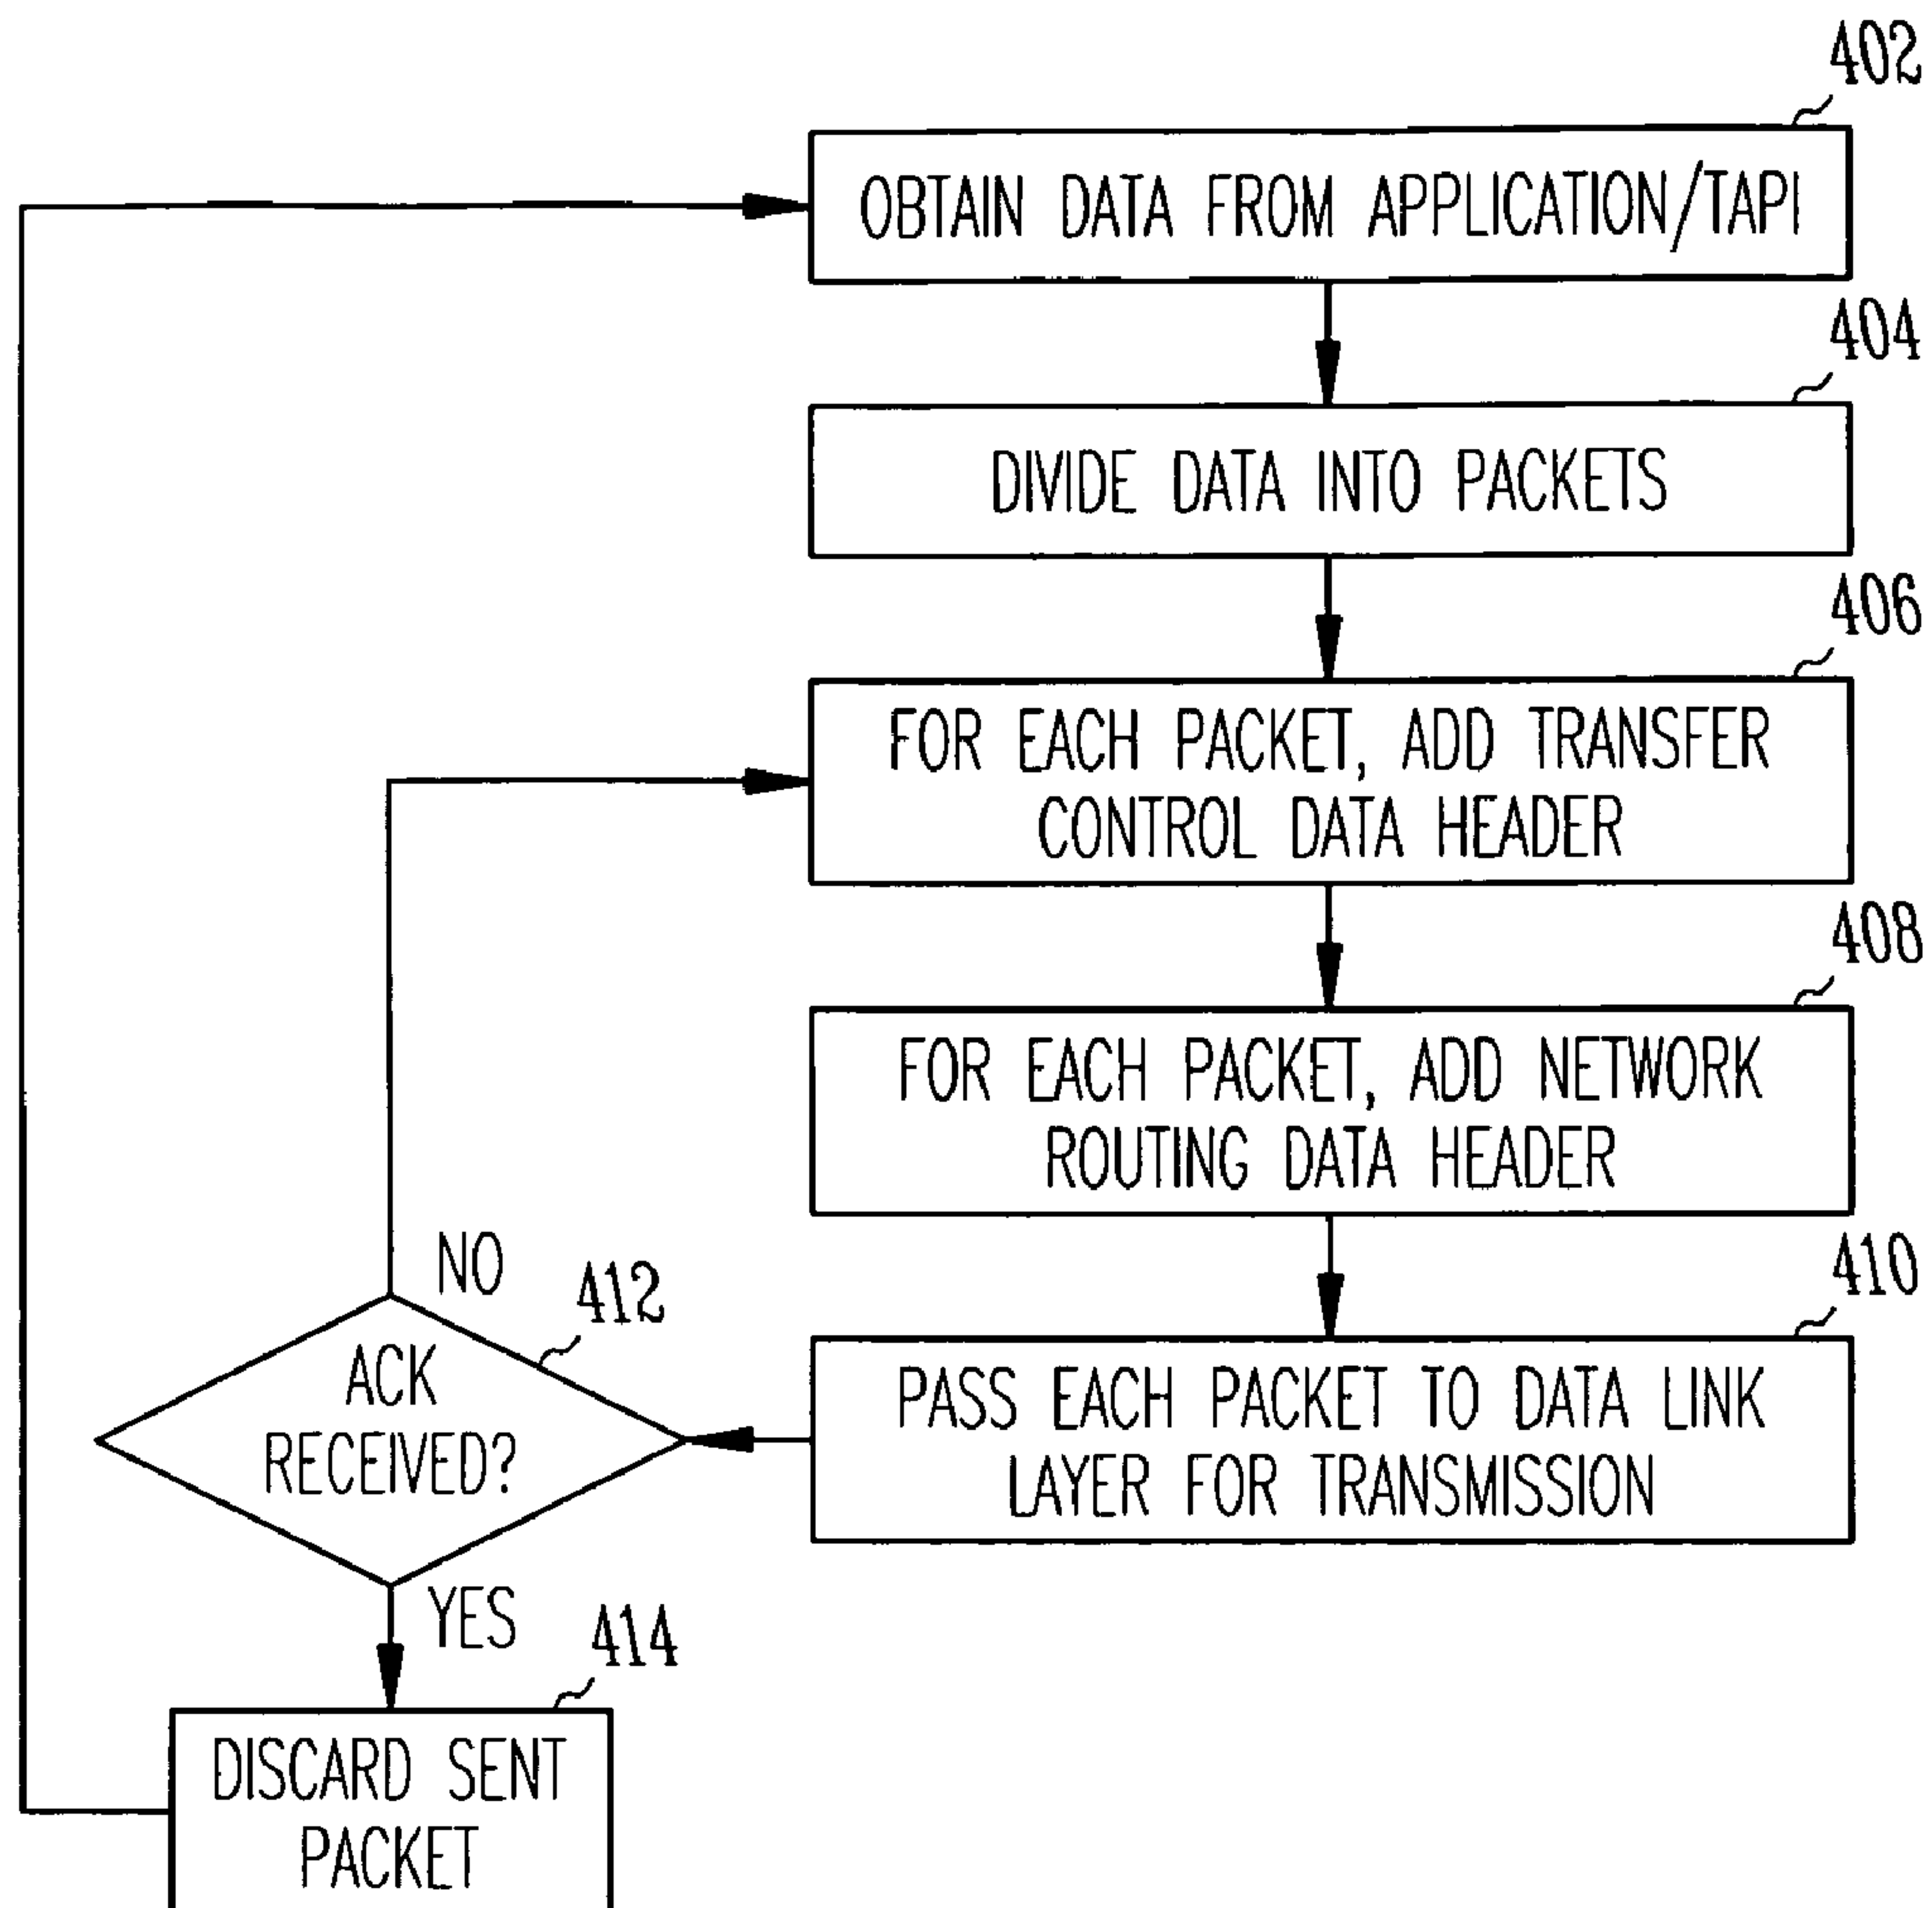 402
OBTAIN DATA FROM APPLICATION/TAPI
404
DIVIDE DATA INTO PACKETS
406
FOR EACH PACKET, ADD TRANSFER
CONTROL DATA HEADER
408
FOR EACH PACKET, ADD NETWORK
ROUTING DATA HEADER
410
PASS EACH PACKET TO DATA LINK
LAYER FOR TRANSMISSION
NO
412
ACK
RECEIVED?
YES
414
DISCARD SENT
PACKET